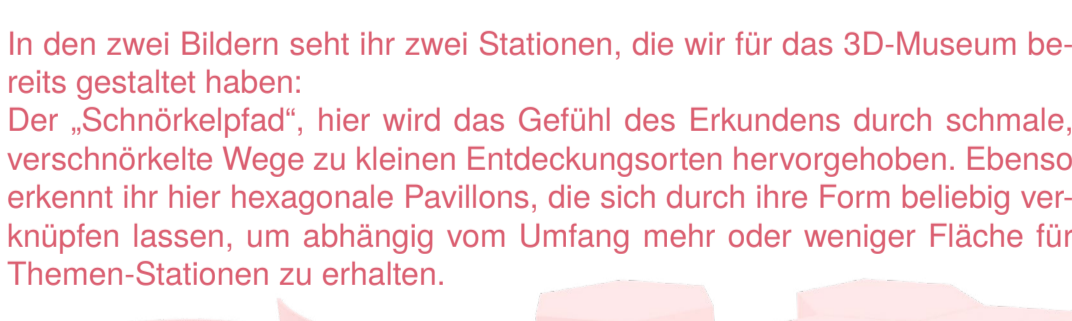 In den zwei Bildern seht ihr zwei Stationen, die wir für das 3D-Museum be-
reits gestaltet haben:
Der „Schnörkelpfad“, hier wird das Gefühl des Erkundens durch schmale,
verschnörkelte Wege zu kleinen Entdeckungsorten hervorgehoben. Ebenso
erkennt ihr hier hexagonale Pavillons, die sich durch ihre Form beliebig ver-
knüpfen lassen, um abhängig vom Umfang mehr oder weniger Fläche für
Themen-Stationen zu erhalten.